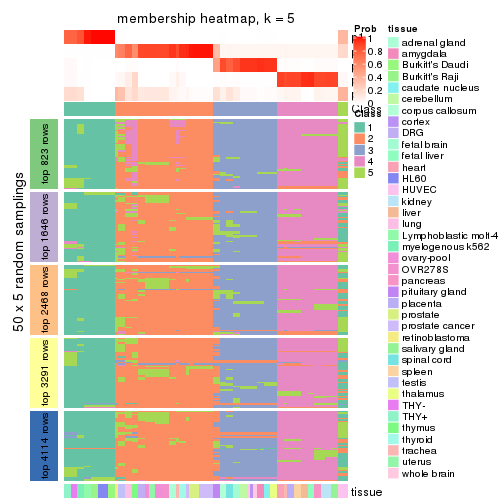 membership heatmap, k = 5
50 x 5 random samplings
top 823 rows
top 1646 rows
top 2468 rows
top 3291 rows
top 4114 rows
Prob
1
0.8
0.6
0.4
0.2
0
Class
Class
1
2
3
4
5
tissue
tissue
adrenal gland
amygdala
Bukitt's Daudi
Bukitt's Raji
caudate nucleus
cerebellum
corpus callosum
cortex
DRG
fetal brain
fetal liver
heart
HL60
HUVEC
kidney
liver
lung
Lymphoblastic molt-4
myelogenous k562
ovary-pool
OVR278S
pancreas
pituitary gland
placenta
prostate
prostate cancer
retinoblastoma
salivary gland
spinal cord
spleen
testis
thalamus
THY-
THY+
thymus
thyroid
trachea
uterus
whole brain